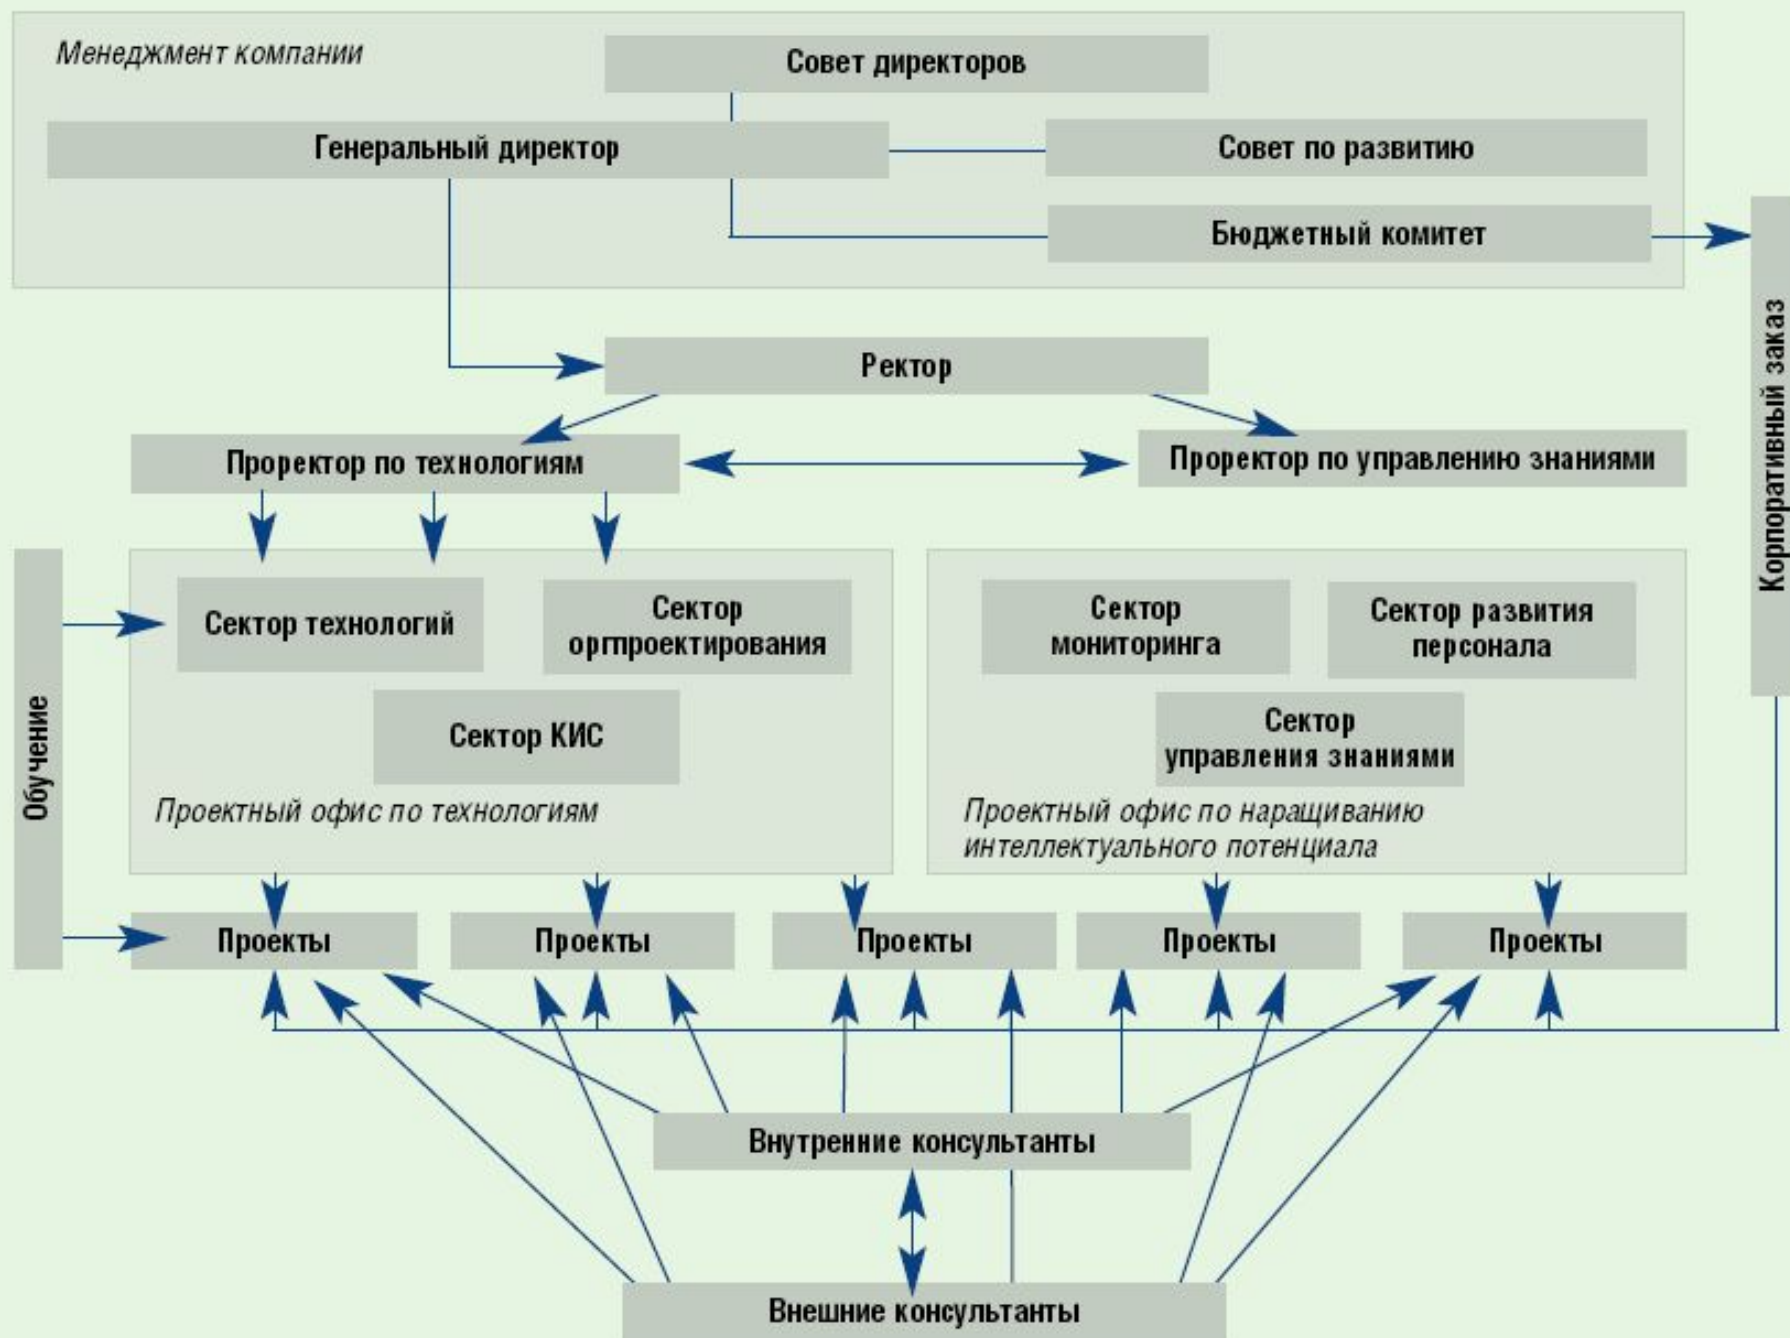 Менеджмент компании
Совет директоров
Генеральный директор
Совет по развитию
Бюджетный комитет
Корпоративный заказ
Ректор
Проректор по технологиям
Проректор по управлению знаниями
Обучение
Сектор технологий
Сектор
оргпроектирования
Сектор КИС
Проектный офис по технологиям
Сектор
мониторинга
Сектор развития
персонала
Сектор
управления знаниями
Проектный офис по наращиванию
интеллектуального потенциала
Проекты
Проекты
Проекты
Проекты
Проекты
Внутренние консультанты
Внешние консультанты